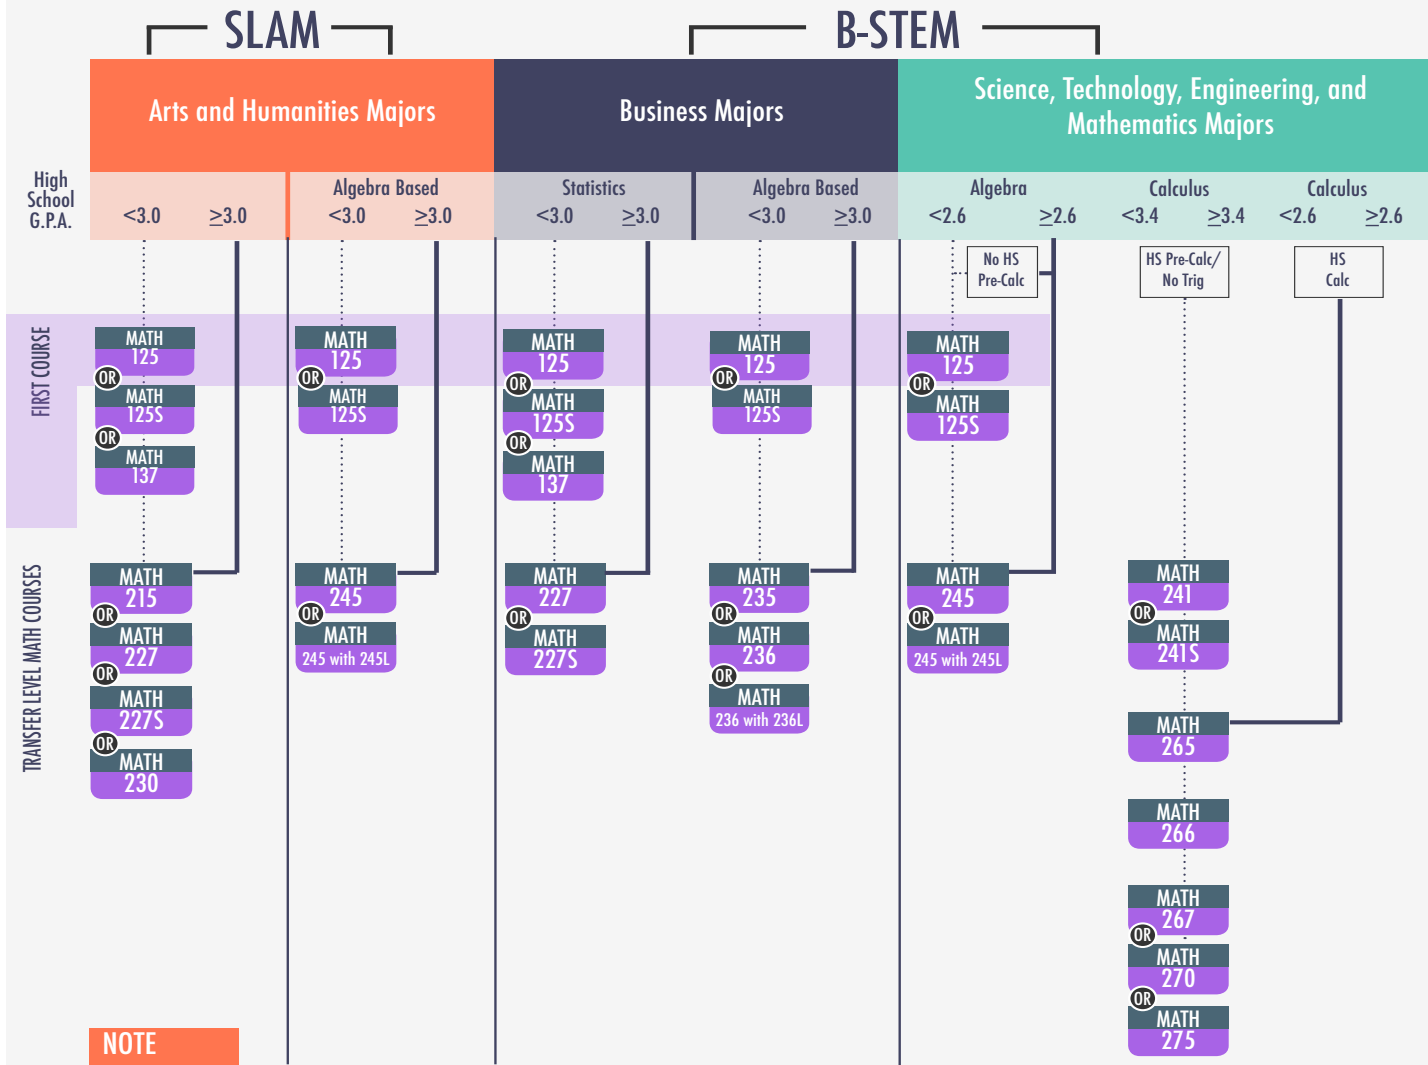 SLAM
B-STEM
Arts and Humanities Majors
Business Majors
Science, Technology, Engineering, and
Mathematics Majors
High
School
G.P.A.
<3.0 ≥3.0
Algebra Based
<3.0 ≥3.0
Statistics
<3.0 ≥3.0
Algebra Based
<3.0 ≥3.0
Algebra
<2.6 ≥2.6
Calculus
<3.4 ≥3.4
Calculus
<2.6 ≥2.6
No HS
Pre-Calc
HS Pre-Calc/
No Trig
HS
Calc
FIRST COURSE
MATH
125
OR
MATH
125S
OR
MATH
137
MATH
125
OR
MATH
125S
MATH
125
OR
MATH
125S
OR
MATH
137
MATH
125
OR
MATH
125S
MATH
125
OR
MATH
125S
TRANSFER LEVEL MATH COURSES
MATH
215
OR
MATH
227
OR
MATH
227S
OR
MATH
230
MATH
245
OR
MATH
245 with 245L
MATH
227
OR
MATH
227S
MATH
235
OR
MATH
236
OR
MATH
236 with 236L
MATH
245
OR
MATH
245 with 245L
MATH
241
OR
MATH
241S
MATH
265
MATH
266
MATH
267
OR
MATH
270
OR
MATH
275
NOTE